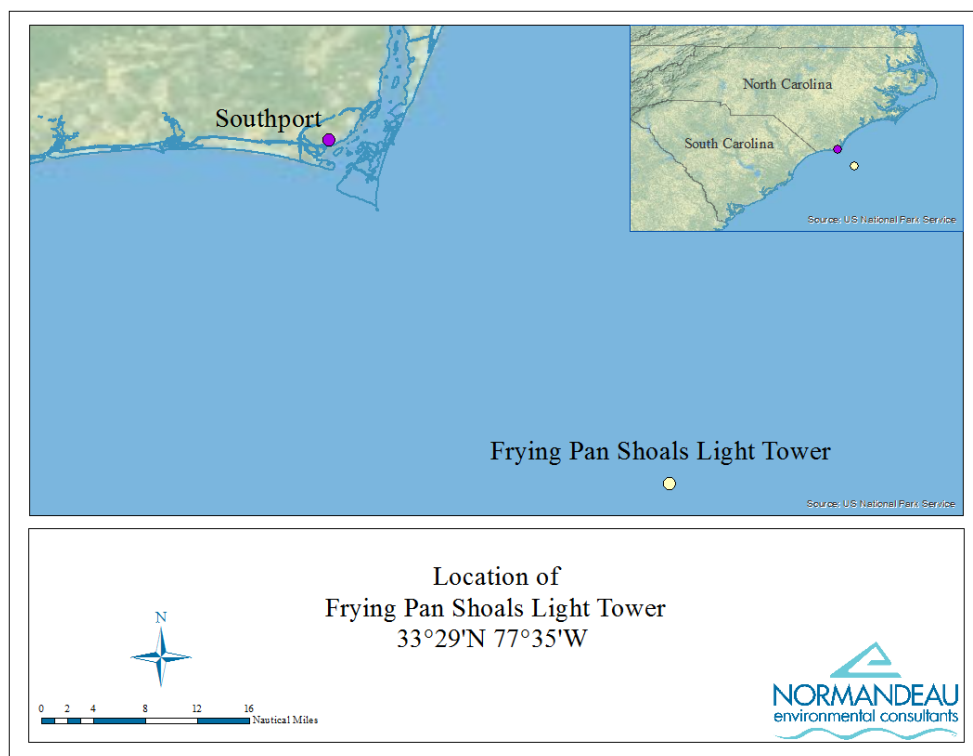 Southport
North Carolina
South Carolina
Source: US National Park Service
Frying Pan Shoals Light Tower
Source: US National Park Service
Location of
Frying Pan Shoals Light Tower
33°29'N 77°35'W
N
0 2 4 8 12 16
Nautical Miles
NORMANDEAU
environmental consultants